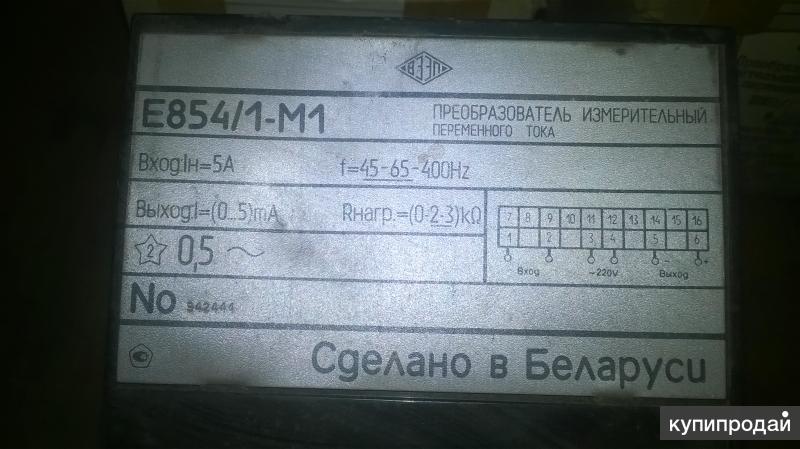 ВЗЭП
Е854/1-М1
ПРЕОБРАЗОВАТЕЛЬ ИЗМЕРИТЕЛЬНЫЙ
ПЕРЕМЕННОГО ТОКА
Вход:Iн=5А f=45-65-400Hz
Выход:I=(0...5)mA Rнагр.=(0-2-3)kΩ
7 8 9 10 11 12 13 14 15 16
1 2 3 4 5 6
- +
Вход ~220V Выход
2 0,5 ~
No 942444
Сделано в Беларуси
купипродай